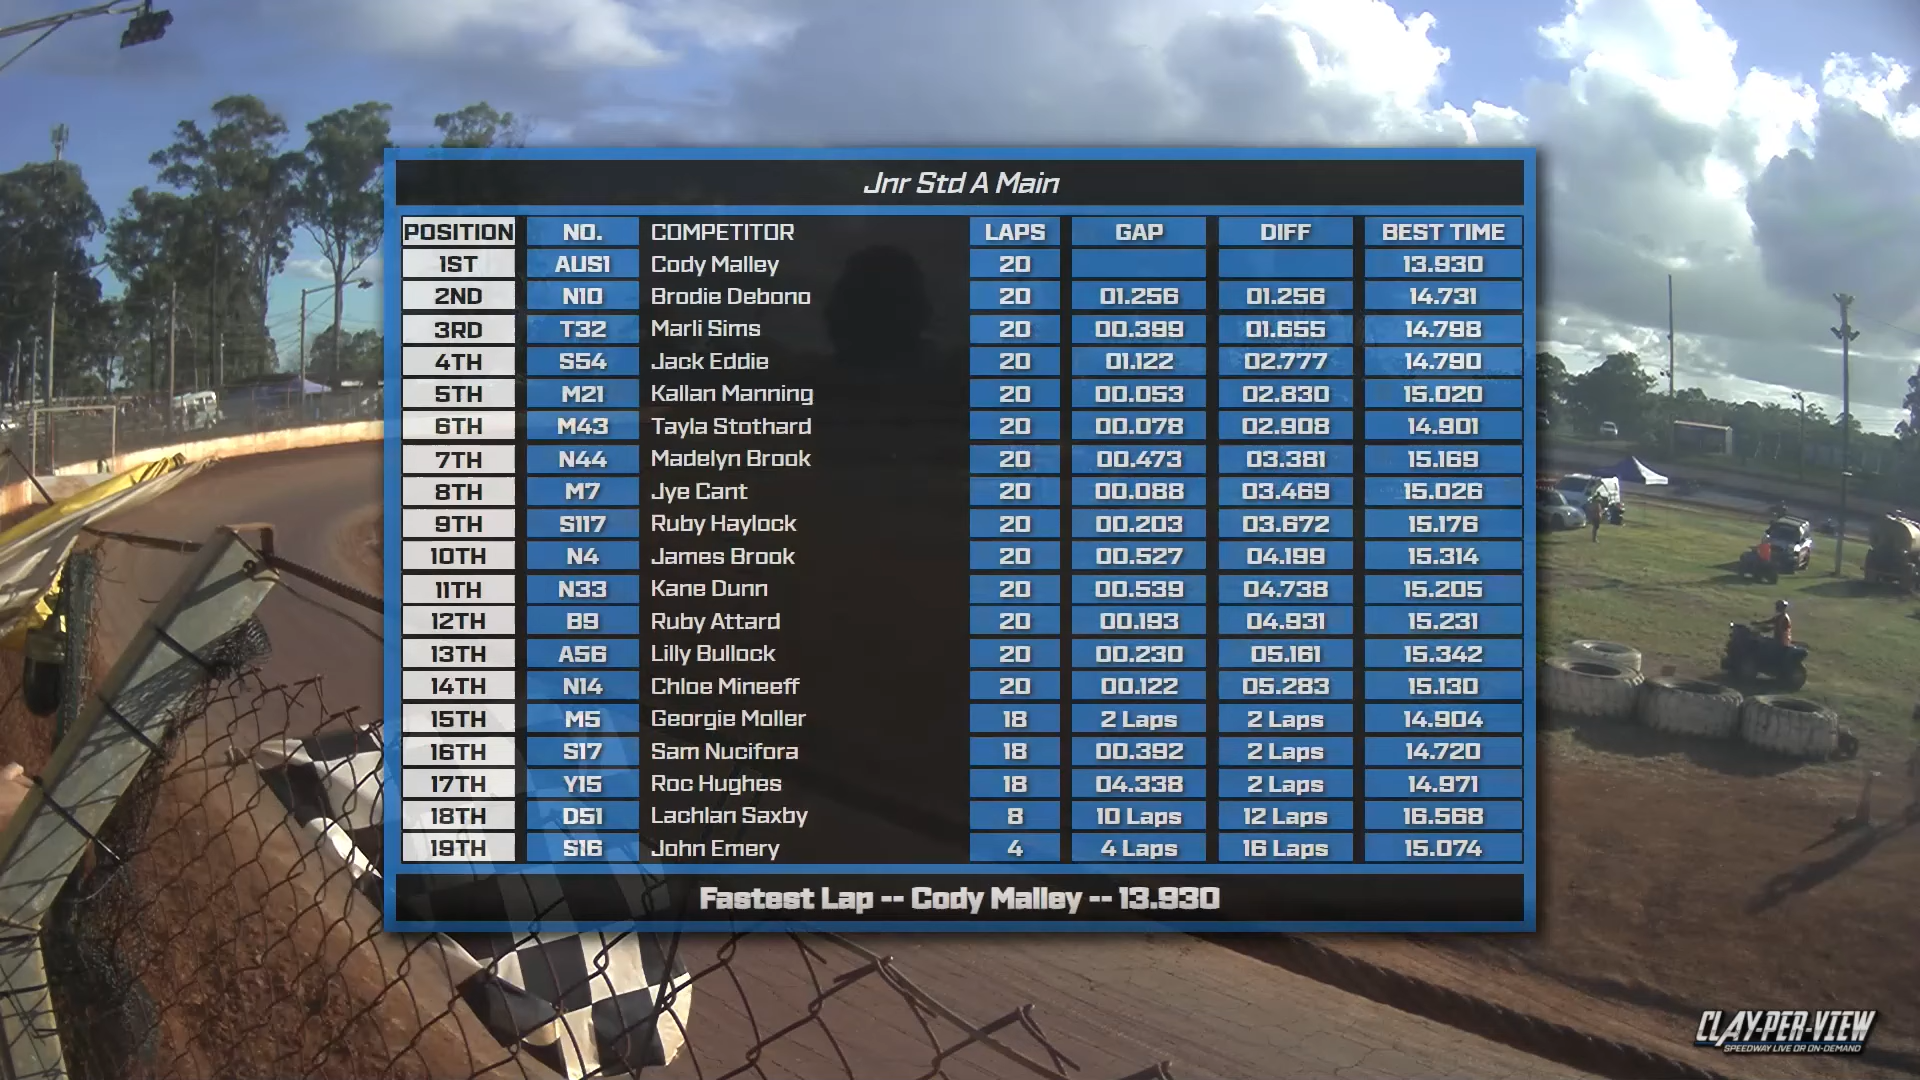 Jnr Std A Main
POSITION NO. COMPETITOR LAPS GAP DIFF BEST TIME
1ST AUS1 Cody Malley 20 13.930
2ND N10 Brodie Debono 20 01.256 01.256 14.731
3RD T32 Marli Sims 20 00.399 01.655 14.798
4TH S54 Jack Eddie 20 01.122 02.777 14.790
5TH M21 Kallan Manning 20 00.053 02.830 15.020
6TH M43 Tayla Stothard 20 00.078 02.908 14.901
7TH N44 Madelyn Brook 20 00.473 03.381 15.169
8TH M7 Jye Cant 20 00.088 03.469 15.026
9TH S117 Ruby Haylock 20 00.203 03.672 15.176
10TH N4 James Brook 20 00.527 04.199 15.314
11TH N33 Kane Dunn 20 00.539 04.738 15.205
12TH B9 Ruby Attard 20 00.193 04.931 15.231
13TH A56 Lilly Bullock 20 00.230 05.161 15.342
14TH N14 Chloe Mineeff 20 00.122 05.283 15.130
15TH M5 Georgie Moller 18 2 Laps 2 Laps 14.904
16TH S17 Sam Nucifora 18 00.392 2 Laps 14.720
17TH Y15 Roc Hughes 18 04.338 2 Laps 14.971
18TH D51 Lachlan Saxby 8 10 Laps 12 Laps 16.568
19TH S16 John Emery 4 4 Laps 16 Laps 15.074
Fastest Lap -- Cody Malley -- 13.930
CLAY-PER-VIEW
SPEEDWAY LIVE OR ON-DEMAND